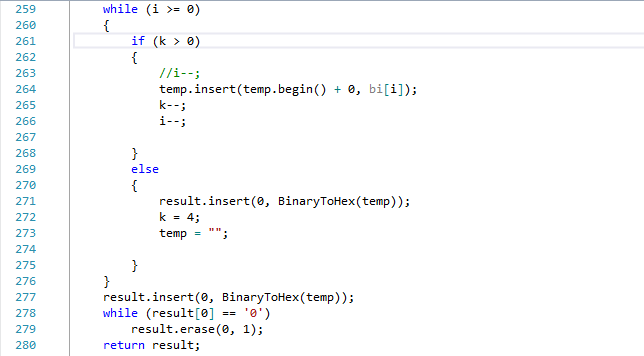 259 while (i >= 0)
260 {
261 if (k > 0)
262 {
263 //i--;
264 temp.insert(temp.begin() + 0, bi[i]);
265 k--;
266 i--;
267
268 }
269 else
270 {
271 result.insert(0, BinaryToHex(temp));
272 k = 4;
273 temp = "";
274
275 }
276 }
277 result.insert(0, BinaryToHex(temp));
278 while (result[0] == '0')
279 result.erase(0, 1);
280 return result;